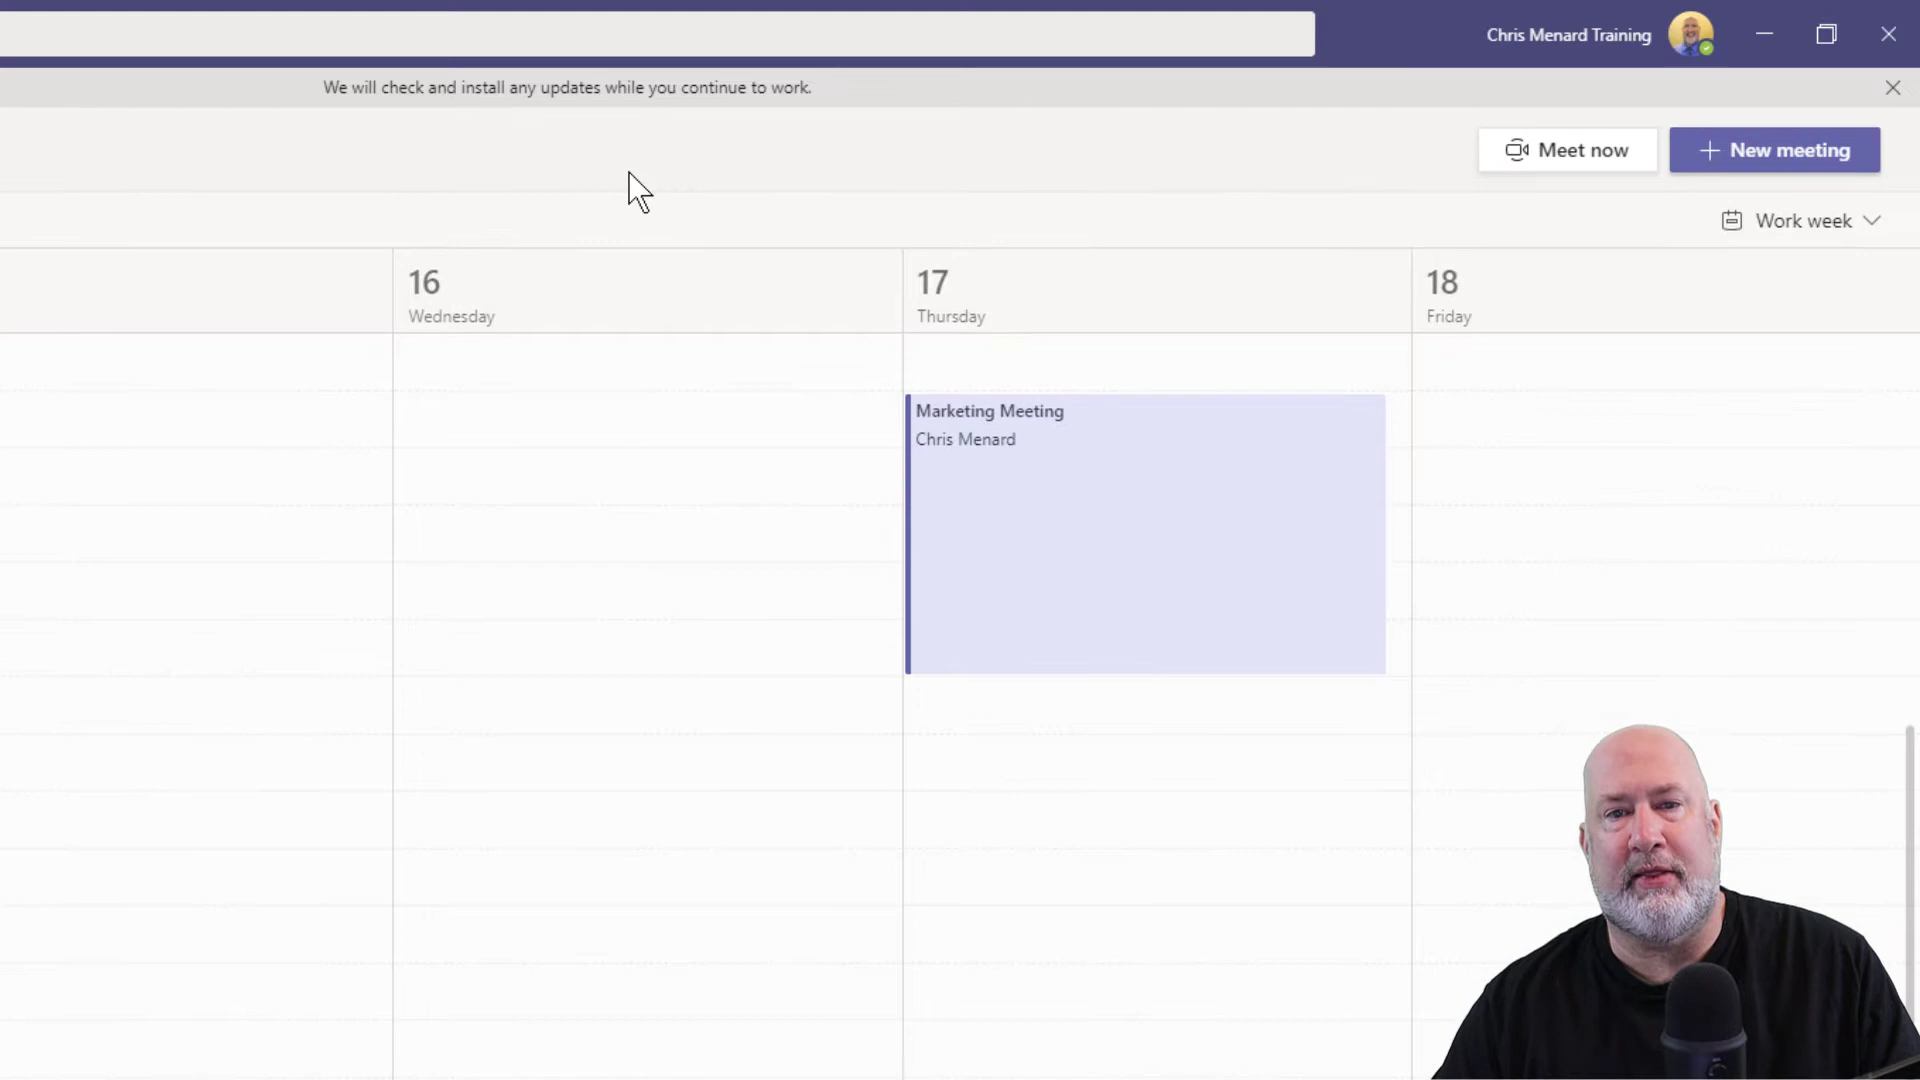 Chris Menard Training
We will check and install any updates while you continue to work.
Meet now
New meeting
Work week
16
Wednesday
17
Thursday
18
Friday
Marketing Meeting
Chris Menard